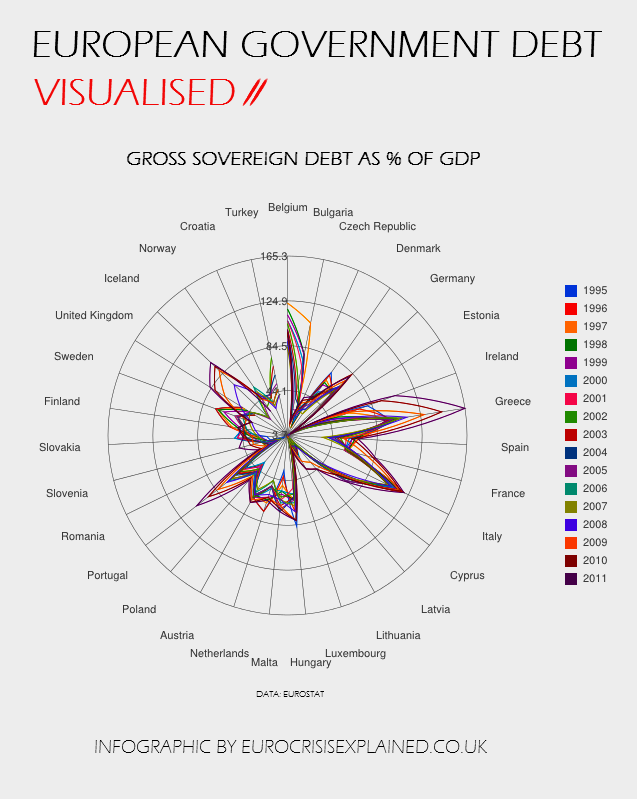 EUROPEAN GOVERNMENT DEBT
VISUALISED //
GROSS SOVEREIGN DEBT AS % OF GDP
Belgium
Bulgaria
Czech Republic
Denmark
Germany
Estonia
Ireland
Greece
Spain
France
Italy
Cyprus
Latvia
Lithuania
Luxembourg
Hungary
Malta
Netherlands
Austria
Poland
Portugal
Romania
Slovenia
Slovakia
Finland
Sweden
United Kingdom
Iceland
Norway
Croatia
Turkey
165.3
124.9
84.5
1995
1996
1997
1998
1999
2000
2001
2002
2003
2004
2005
2006
2007
2008
2009
2010
2011
DATA: EUROSTAT
INFOGRAPHIC BY EUROCRISISEXPLAINED.CO.UK